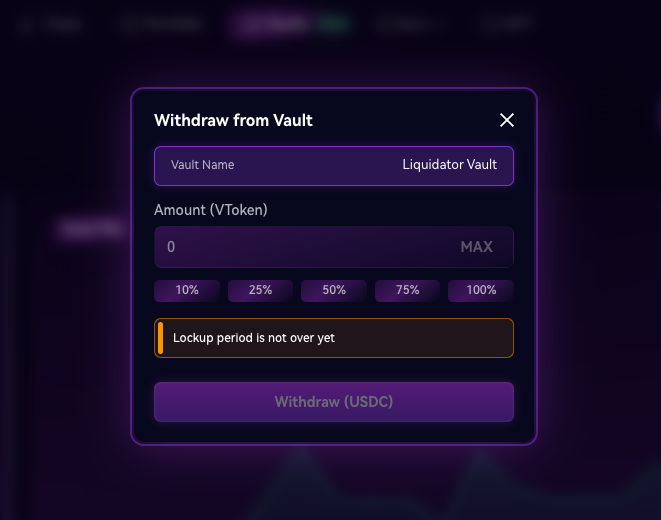 Withdraw from Vault
Vault Name Liquidator Vault
Amount (VToken)
0 MAX
10% 25% 50% 75% 100%
Lockup period is not over yet
Withdraw (USDC)